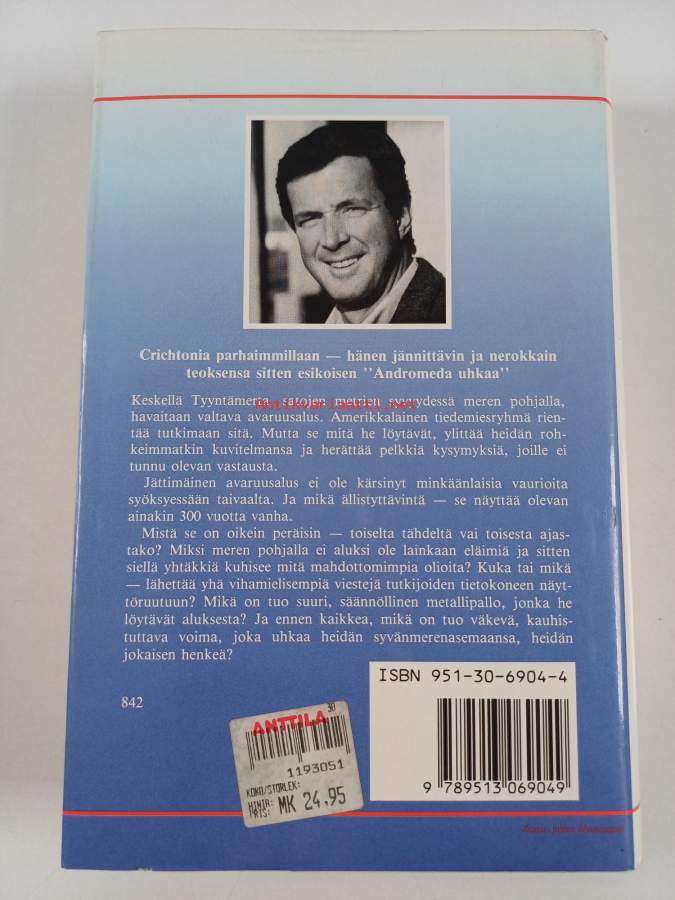 Crichtonia parhaimmillaan — hänen jännittävin ja nerokkain
teoksensa sitten esikoisen ''Andromeda uhkaa''
Keskellä Tyyntämerta, satojen metrien syvyydessä meren pohjalla,
antikvariaatti.net
havaitaan valtava avaruusalus. Amerikkalainen tiedemiesryhmä rien-
tää tutkimaan sitä. Mutta se mitä he löytävät, ylittää heidän roh-
keimmatkin kuvitelmansa ja herättää pelkkiä kysymyksiä, joille ei
tunnu olevan vastausta.
Jättimäinen avaruusalus ei ole kärsinyt minkäänlaisia vaurioita
syöksyessään taivaalta. Ja mikä ällistyttävintä — se näyttää olevan
ainakin 300 vuotta vanha.
Mistä se on oikein peräisin — toiselta tähdeltä vai toisesta ajas-
tako? Miksi meren pohjalla ei aluksi ole lainkaan eläimiä ja sitten
siellä yhtäkkiä kuhisee mitä mahdottomimpia olioita? Kuka tai mikä
— lähettää yhä vihamielisempiä viestejä tutkijoiden tietokoneen näyt-
töruutuun? Mikä on tuo suuri, säännöllinen metallipallo, jonka he
löytävät aluksesta? Ja ennen kaikkea, mikä on tuo väkevä, kauhis-
tuttava voima, joka uhkaa heidän syvänmerenasemaansa, heidän
jokaisen henkeä?
842
ISBN 951-30-6904-4
9 789513 069049
30
ANTTILA
1193051
KOKO/STORLEK:
HINTA:
PRIS: MK 24.95